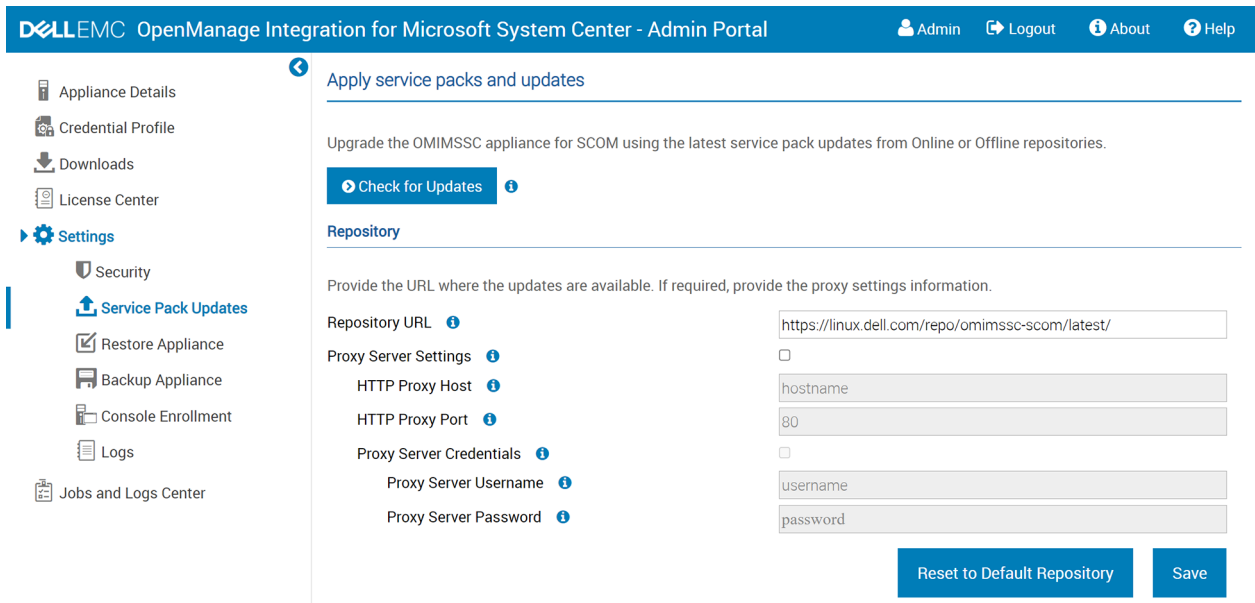 DELLEMC OpenManage Integration for Microsoft System Center - Admin Portal
Admin
Logout
About
Help
Appliance Details
Credential Profile
Downloads
License Center
Settings
Security
Service Pack Updates
Restore Appliance
Backup Appliance
Console Enrollment
Logs
Jobs and Logs Center
Apply service packs and updates
Upgrade the OMIMSSC appliance for SCOM using the latest service pack updates from Online or Offline repositories.
Check for Updates
Repository
Provide the URL where the updates are available. If required, provide the proxy settings information.
Repository URL
https://linux.dell.com/repo/omimssc-scom/latest/
Proxy Server Settings
HTTP Proxy Host
hostname
HTTP Proxy Port
80
Proxy Server Credentials
Proxy Server Username
username
Proxy Server Password
password
Reset to Default Repository
Save